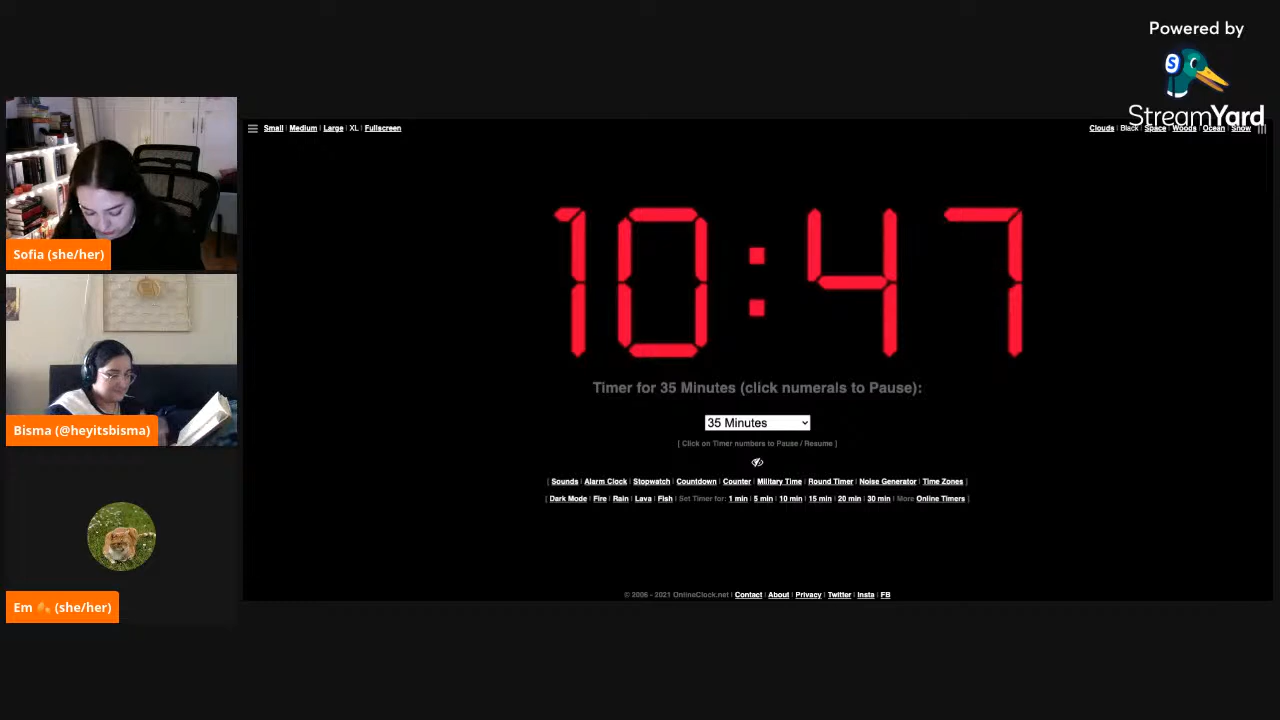 Powered by
StreamYard
Small | Medium | Large | XL | Fullscreen
Clouds | Black | Space | Woods | Ocean | Snow
10:47
Timer for 35 Minutes (click numerals to Pause):
35 Minutes
[ Click on Timer numbers to Pause / Resume ]
[ Sounds | Alarm Clock | Stopwatch | Countdown | Counter | Military Time | Round Timer | Noise Generator | Time Zones ]
[ Dark Mode | Fire | Rain | Lava | Fish | Set Timer for: 1 min | 5 min | 10 min | 15 min | 20 min | 30 min | More Online Timers ]
© 2006 - 2021 OnlineClock.net | Contact | About | Privacy | Twitter | Insta | FB
Sofia (she/her)
Bisma (@heyitsbisma)
Em 🍂 (she/her)